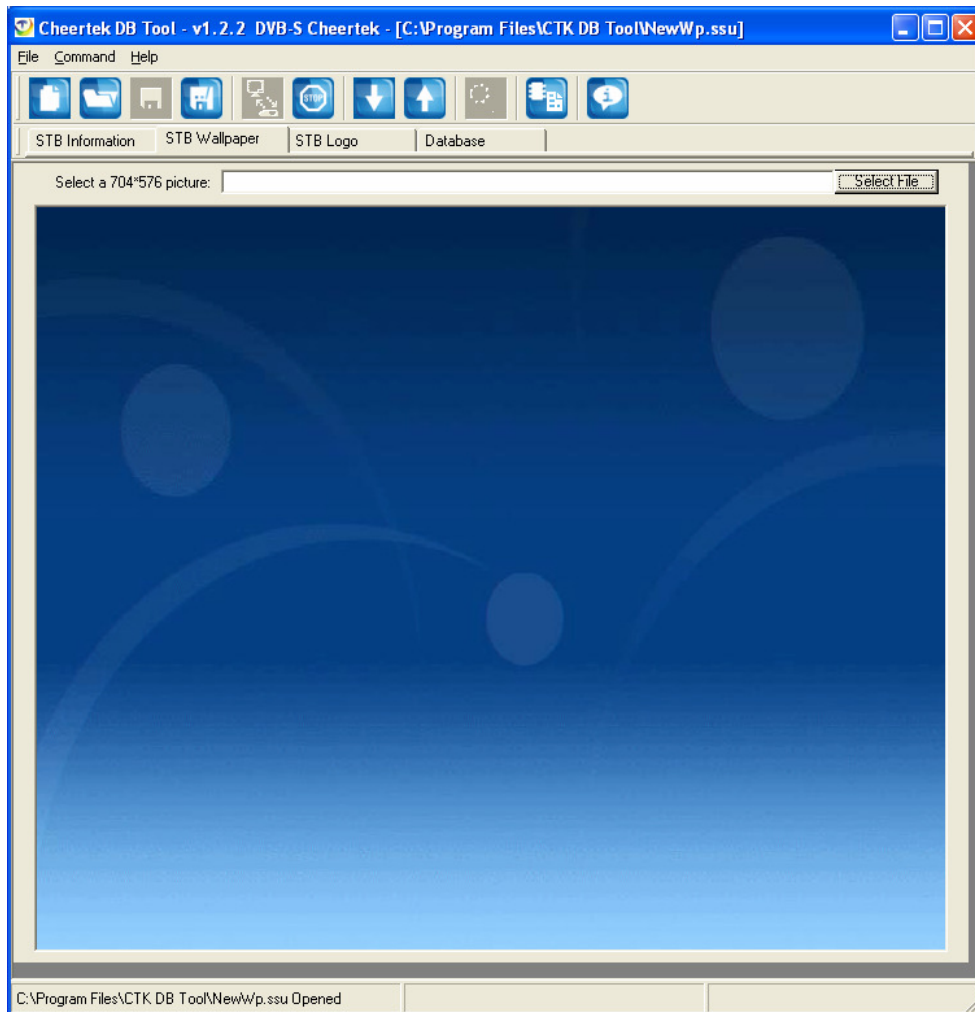 Cheertek DB Tool - v1.2.2 DVB-S Cheertek - [C:\Program Files\CTK DB Tool\NewWp.ssu]
File Command Help
STOP
STB Information STB Wallpaper STB Logo Database
Select a 704*576 picture: Select File
C:\Program Files\CTK DB Tool\NewWp.ssu Opened